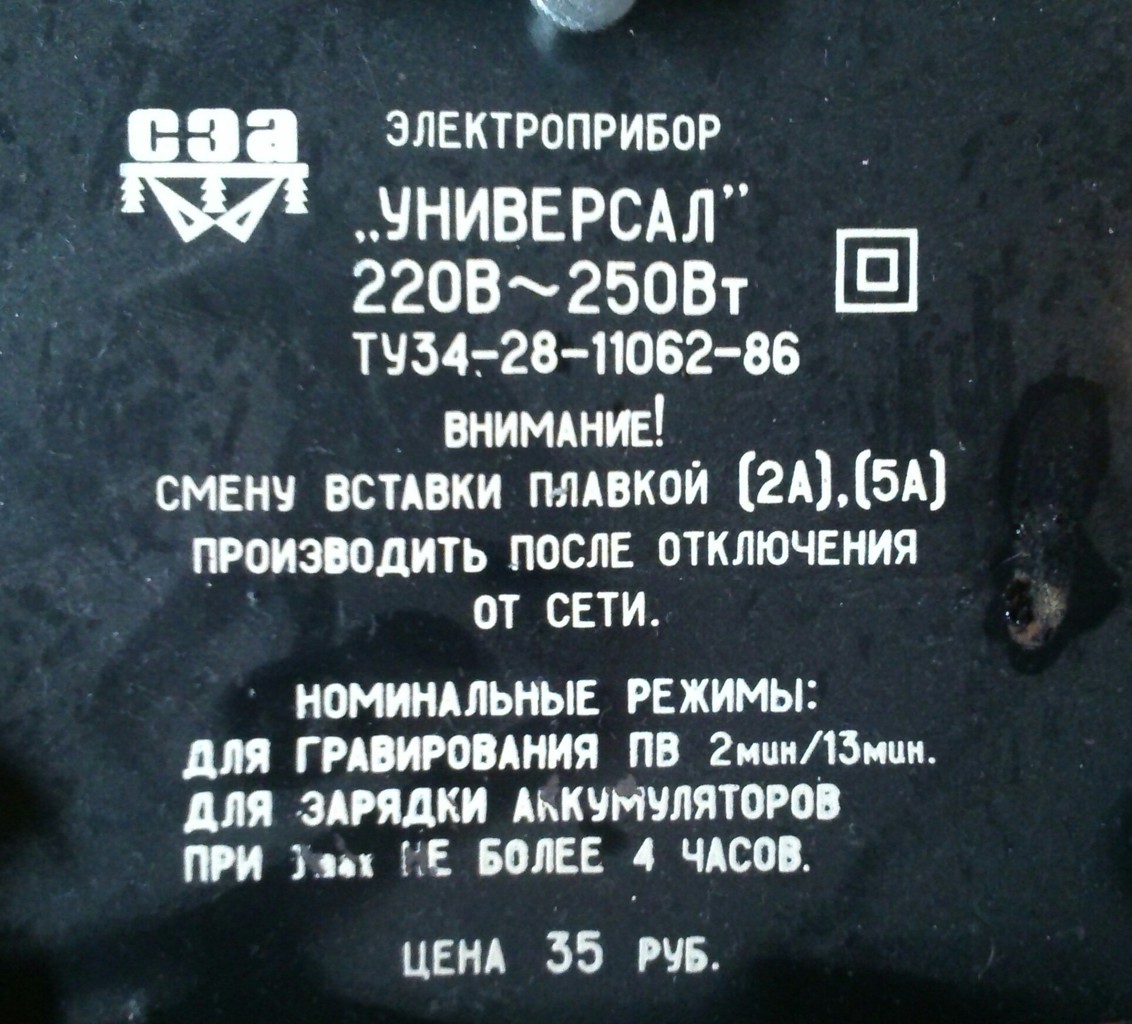 СЭА
ЭЛЕКТРОПРИБОР
„УНИВЕРСАЛ”
220В~250Вт
ТУ34-28-11062-86
ВНИМАНИЕ!
СМЕНУ ВСТАВКИ ПЛАВКОЙ (2А),(5А)
ПРОИЗВОДИТЬ ПОСЛЕ ОТКЛЮЧЕНИЯ
ОТ СЕТИ.
НОМИНАЛЬНЫЕ РЕЖИМЫ:
ДЛЯ ГРАВИРОВАНИЯ ПВ 2мин/13мин.
ДЛЯ ЗАРЯДКИ АККУМУЛЯТОРОВ
ПРИ НЕ БОЛЕЕ 4 ЧАСОВ.
ЦЕНА 35 РУБ.